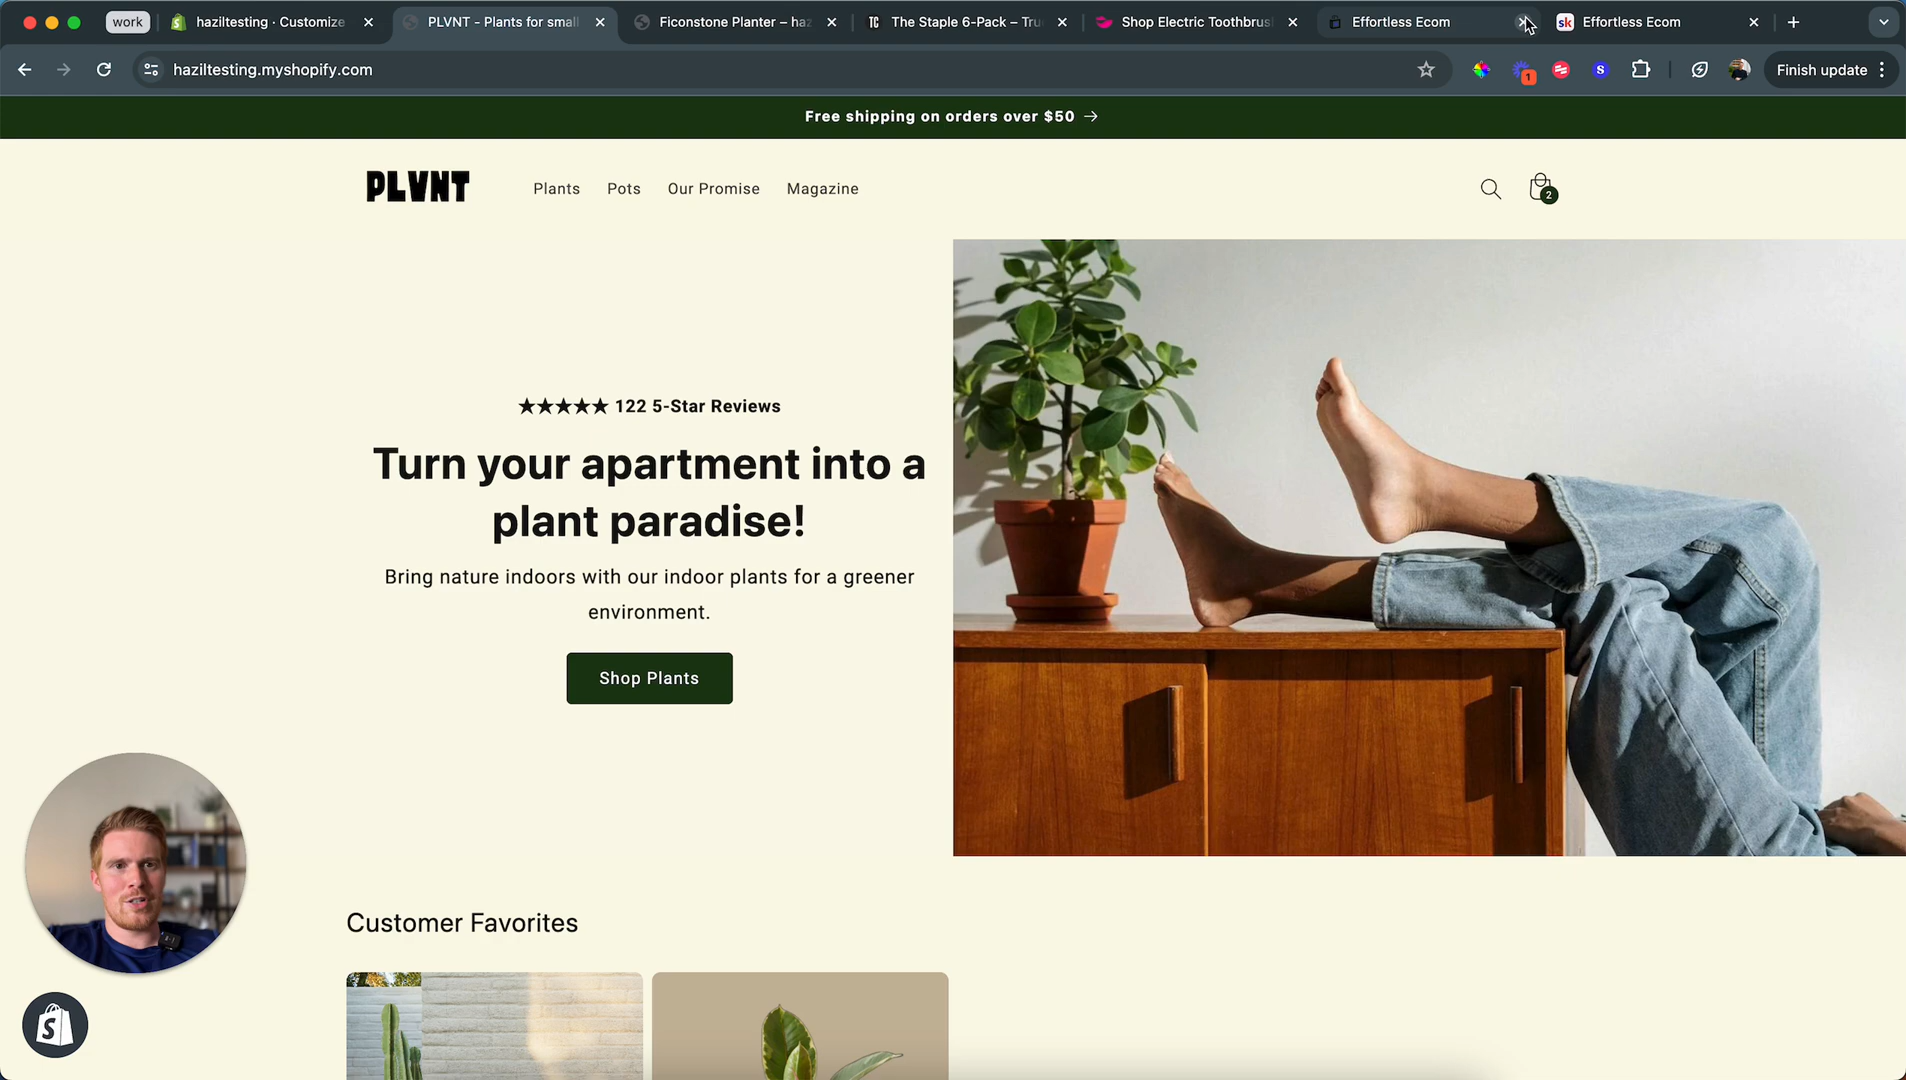 work
haziltesting · Customize
PLVNT - Plants for small
Ficonstone Planter – haz
The Staple 6-Pack – Tru
Shop Electric Toothbrus
Effortless Ecom
Effortless Ecom
haziltesting.myshopify.com
1
S
Finish update
Free shipping on orders over $50 →
PLVNT
Plants
Pots
Our Promise
Magazine
2
★★★★★ 122 5-Star Reviews
Turn your apartment into a
plant paradise!
Bring nature indoors with our indoor plants for a greener
environment.
Shop Plants
Customer Favorites